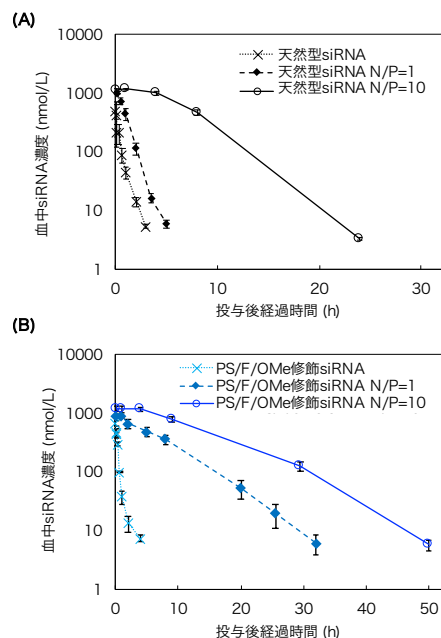 (A)
10000
1000
100
10
1
血中siRNA濃度 (nmol/L)
天然型siRNA
天然型siRNA N/P=1
天然型siRNA N/P=10
0
10
20
30
投与後経過時間 (h)
(B)
10000
1000
100
10
1
血中siRNA濃度 (nmol/L)
PS/F/OMe修飾siRNA
PS/F/OMe修飾siRNA N/P=1
PS/F/OMe修飾siRNA N/P=10
0
10
20
30
40
50
投与後経過時間 (h)